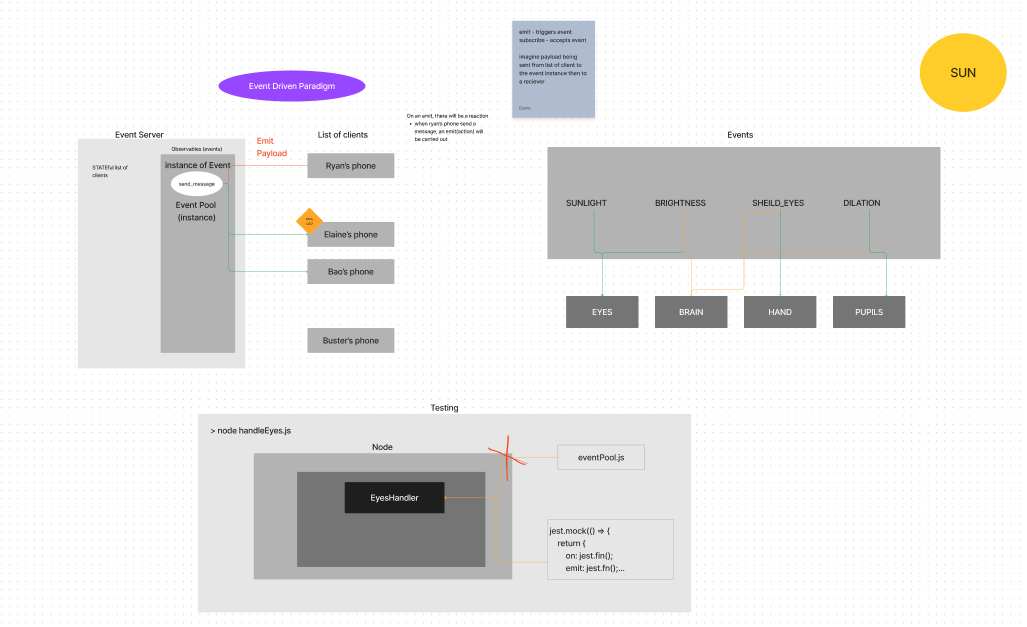 emit - triggers event
subscribe - accepts event
imagine payload being
sent from list of client to
the event instance then to
a reciever
SUN
Event Driven Paradigm
On an emit, there will be a reaction
• when ryan's phone send a
message, an emit(action) will
be carried out
Event Server
Observables (events)
STATEful list of
clients
instance of Event
send_message
Event Pool
(instance)
Emit
Payload
List of clients
Ryan's phone
Elaine's phone
Bao's phone
Buster's phone
Events
SUNLIGHT
BRIGHTNESS
SHEILD_EYES
DILATION
EYES
BRAIN
HAND
PUPILS
Testing
> node handleEyes.js
Node
EyesHandler
eventPool.js
jest.mock(() => {
return {
on: jest.fin();
emit: jest.fn();...